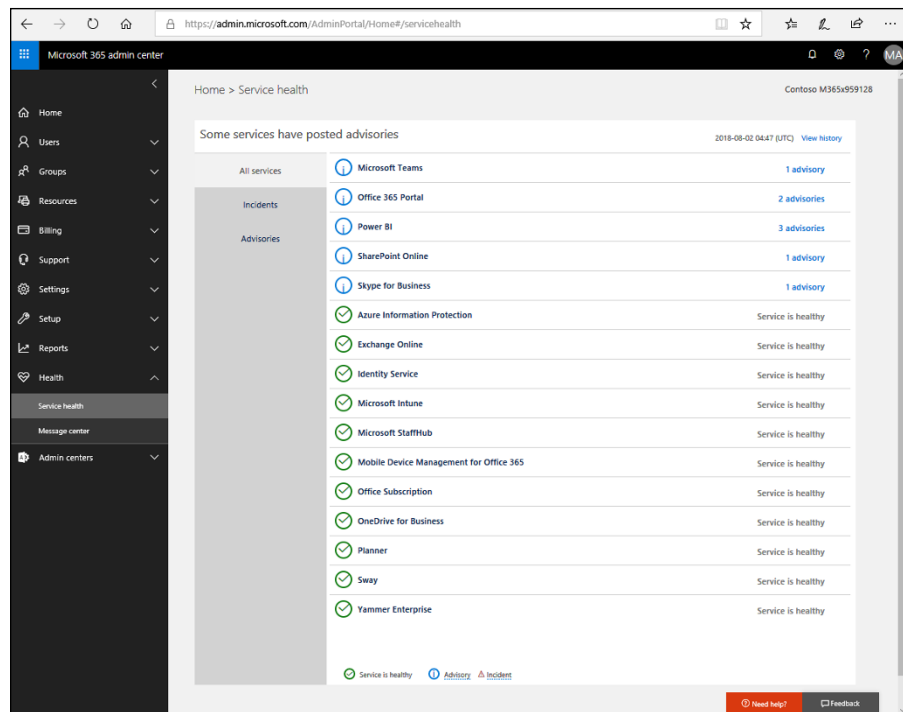 https://admin.microsoft.com/AdminPortal/Home#/servicehealth
Microsoft 365 admin center
?
MA
Home > Service health
Contoso M365x959128
Home
Users
Groups
Resources
Billing
Support
Settings
Setup
Reports
Health
Service health
Message center
Admin centers
Some services have posted advisories
2018-08-02 04:47 (UTC) View history
All services
Incidents
Advisories
Microsoft Teams 1 advisory
Office 365 Portal 2 advisories
Power BI 3 advisories
SharePoint Online 1 advisory
Skype for Business 1 advisory
Azure Information Protection Service is healthy
Exchange Online Service is healthy
Identity Service Service is healthy
Microsoft Intune Service is healthy
Microsoft StaffHub Service is healthy
Mobile Device Management for Office 365 Service is healthy
Office Subscription Service is healthy
OneDrive for Business Service is healthy
Planner Service is healthy
Sway Service is healthy
Yammer Enterprise Service is healthy
Service is healthy Advisory Incident
Need help? Feedback